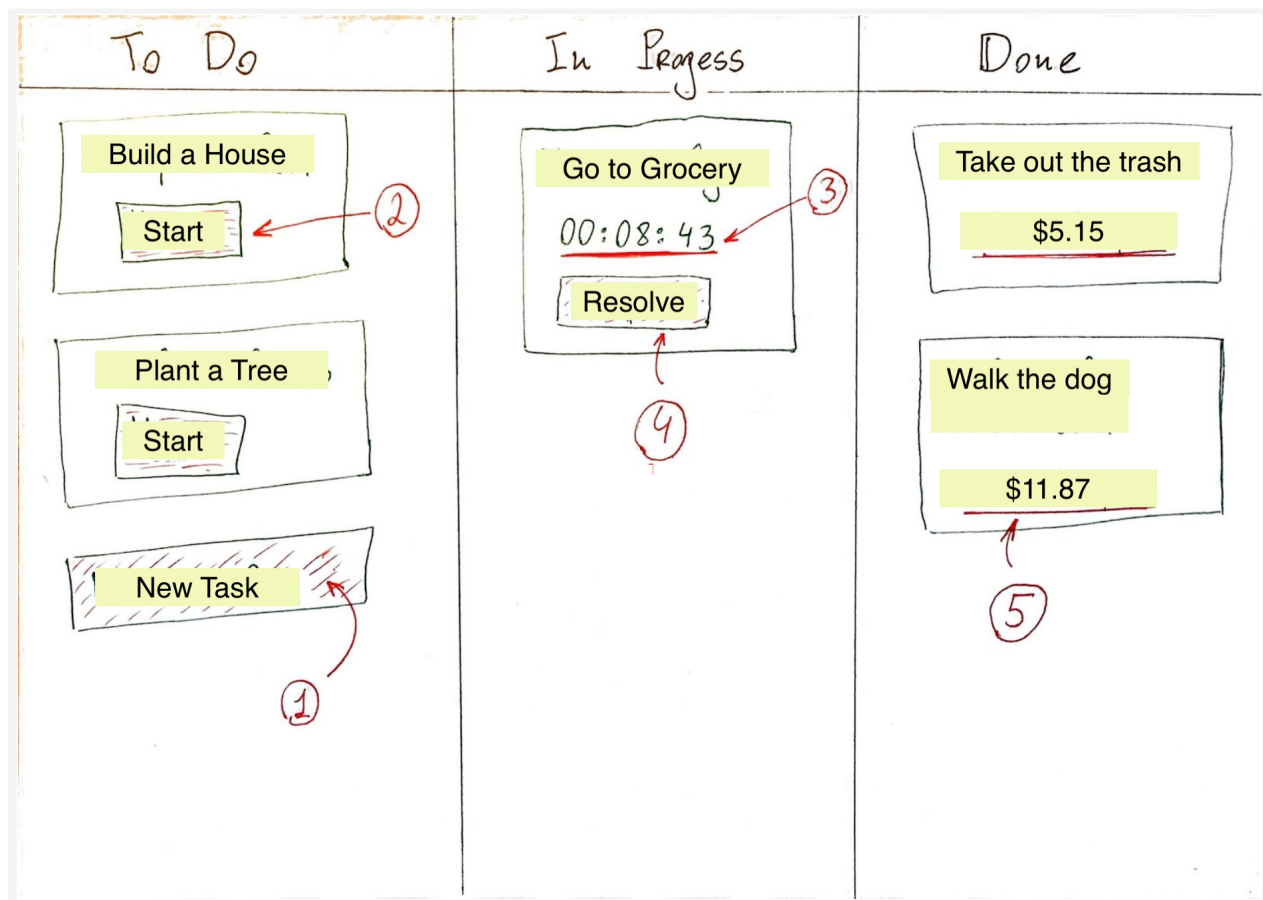 To Do
In Progess
Done
Build a House
Start
2
Plant a Tree
Start
New Task
1
Go to Grocery
3
00:08:43
Resolve
4
Take out the trash
$5.15
Walk the dog
$11.87
5